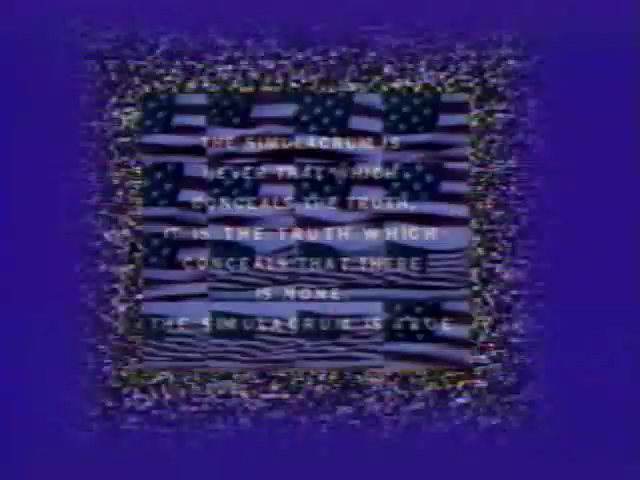 THE SIMULACRUM IS
NEVER THAT WHICH
CONCEALS THE TRUTH,
IT IS THE TRUTH WHICH
CONCEALS THAT THERE
IS NONE.
THE SIMULACRUM IS TRUE